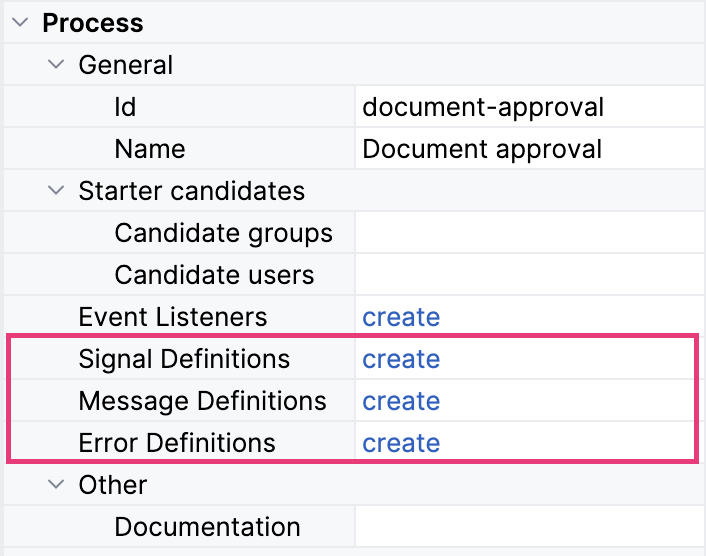 Process
General
Id document-approval
Name Document approval
Starter candidates
Candidate groups
Candidate users
Event Listeners create
Signal Definitions create
Message Definitions create
Error Definitions create
Other
Documentation